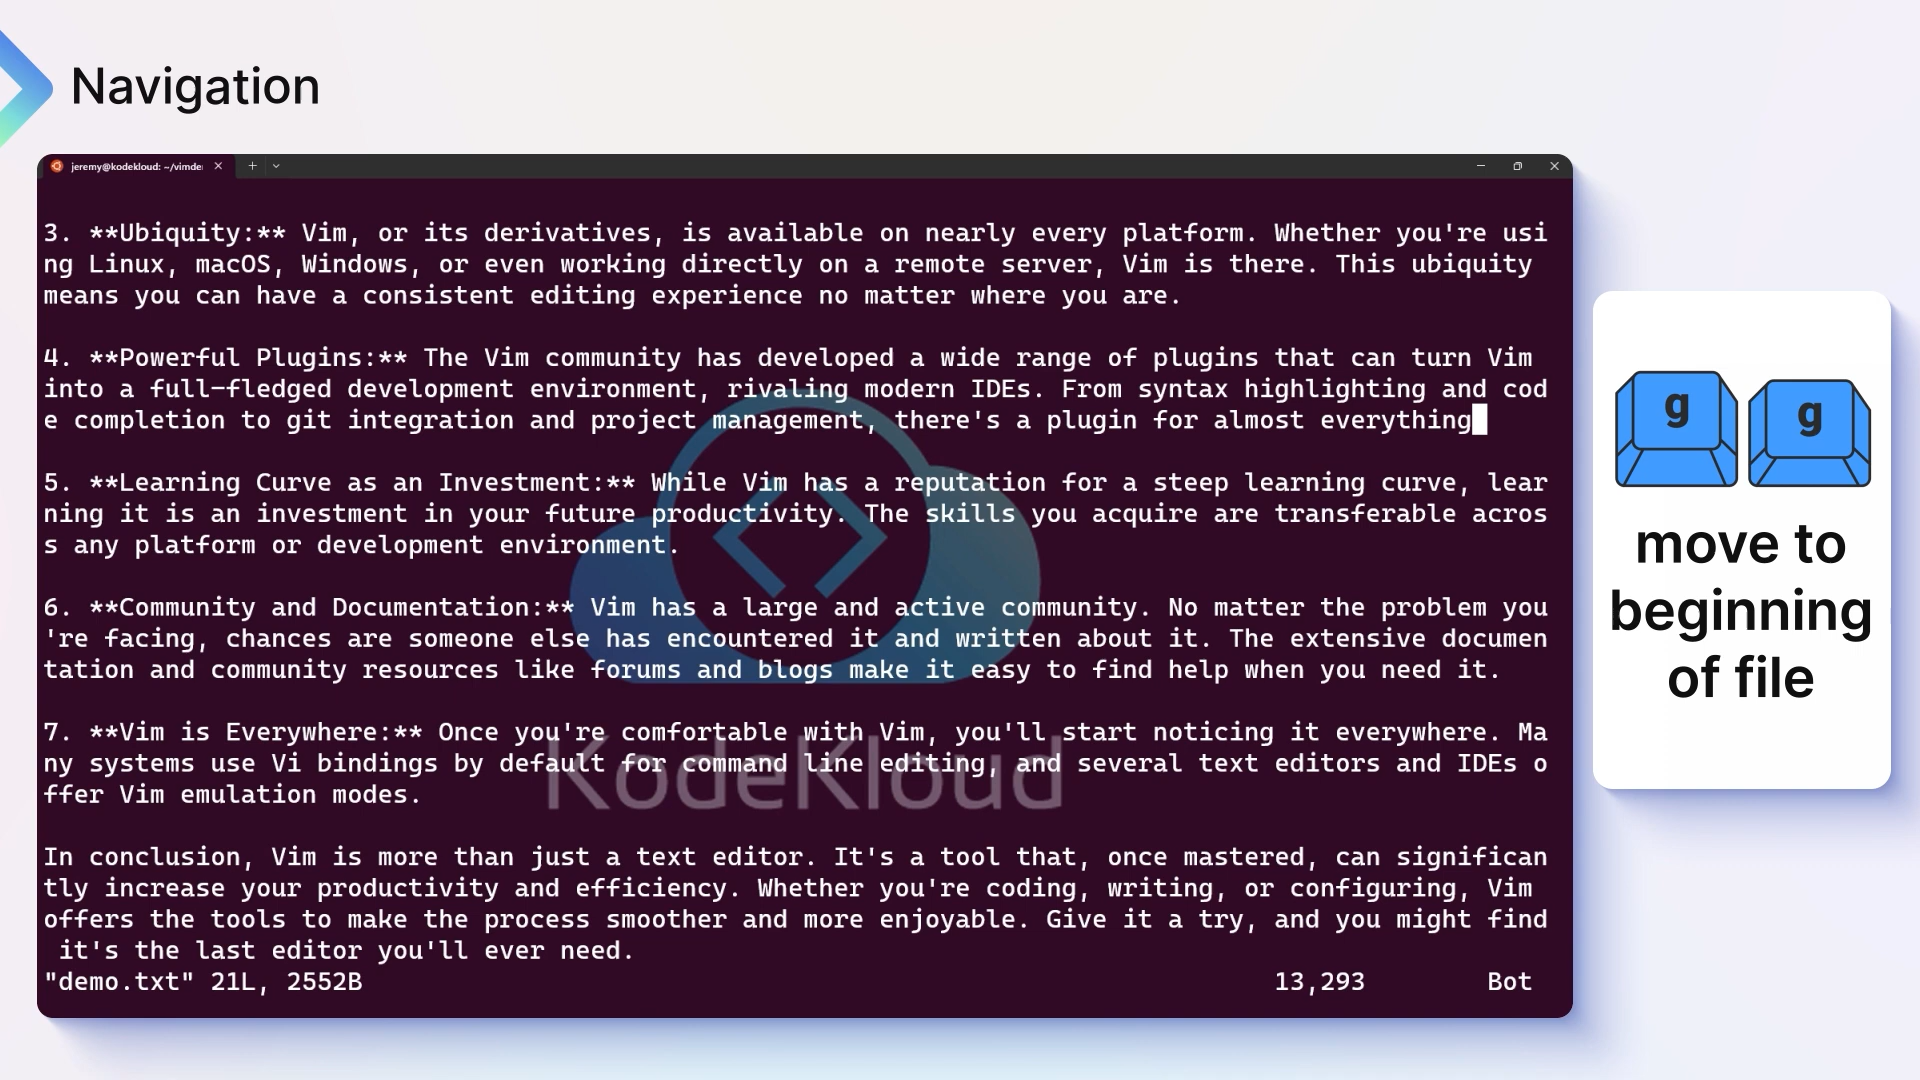 Navigation
jeremy@kodekloud: ~/vimde
3. **Ubiquity:** Vim, or its derivatives, is available on nearly every platform. Whether you're usi
ng Linux, macOS, Windows, or even working directly on a remote server, Vim is there. This ubiquity
means you can have a consistent editing experience no matter where you are.
4. **Powerful Plugins:** The Vim community has developed a wide range of plugins that can turn Vim
into a full-fledged development environment, rivaling modern IDEs. From syntax highlighting and cod
e completion to git integration and project management, there's a plugin for almost everything
5. **Learning Curve as an Investment:** While Vim has a reputation for a steep learning curve, lear
ning it is an investment in your future productivity. The skills you acquire are transferable acros
s any platform or development environment.
6. **Community and Documentation:** Vim has a large and active community. No matter the problem you
're facing, chances are someone else has encountered it and written about it. The extensive documen
tation and community resources like forums and blogs make it easy to find help when you need it.
7. **Vim is Everywhere:** Once you're comfortable with Vim, you'll start noticing it everywhere. Ma
ny systems use Vi bindings by default for command line editing, and several text editors and IDEs o
ffer Vim emulation modes.
In conclusion, Vim is more than just a text editor. It's a tool that, once mastered, can significan
tly increase your productivity and efficiency. Whether you're coding, writing, or configuring, Vim
offers the tools to make the process smoother and more enjoyable. Give it a try, and you might find
it's the last editor you'll ever need.
"demo.txt" 21L, 2552B 13,293 Bot
KodeKloud
g g
move to
beginning
of file